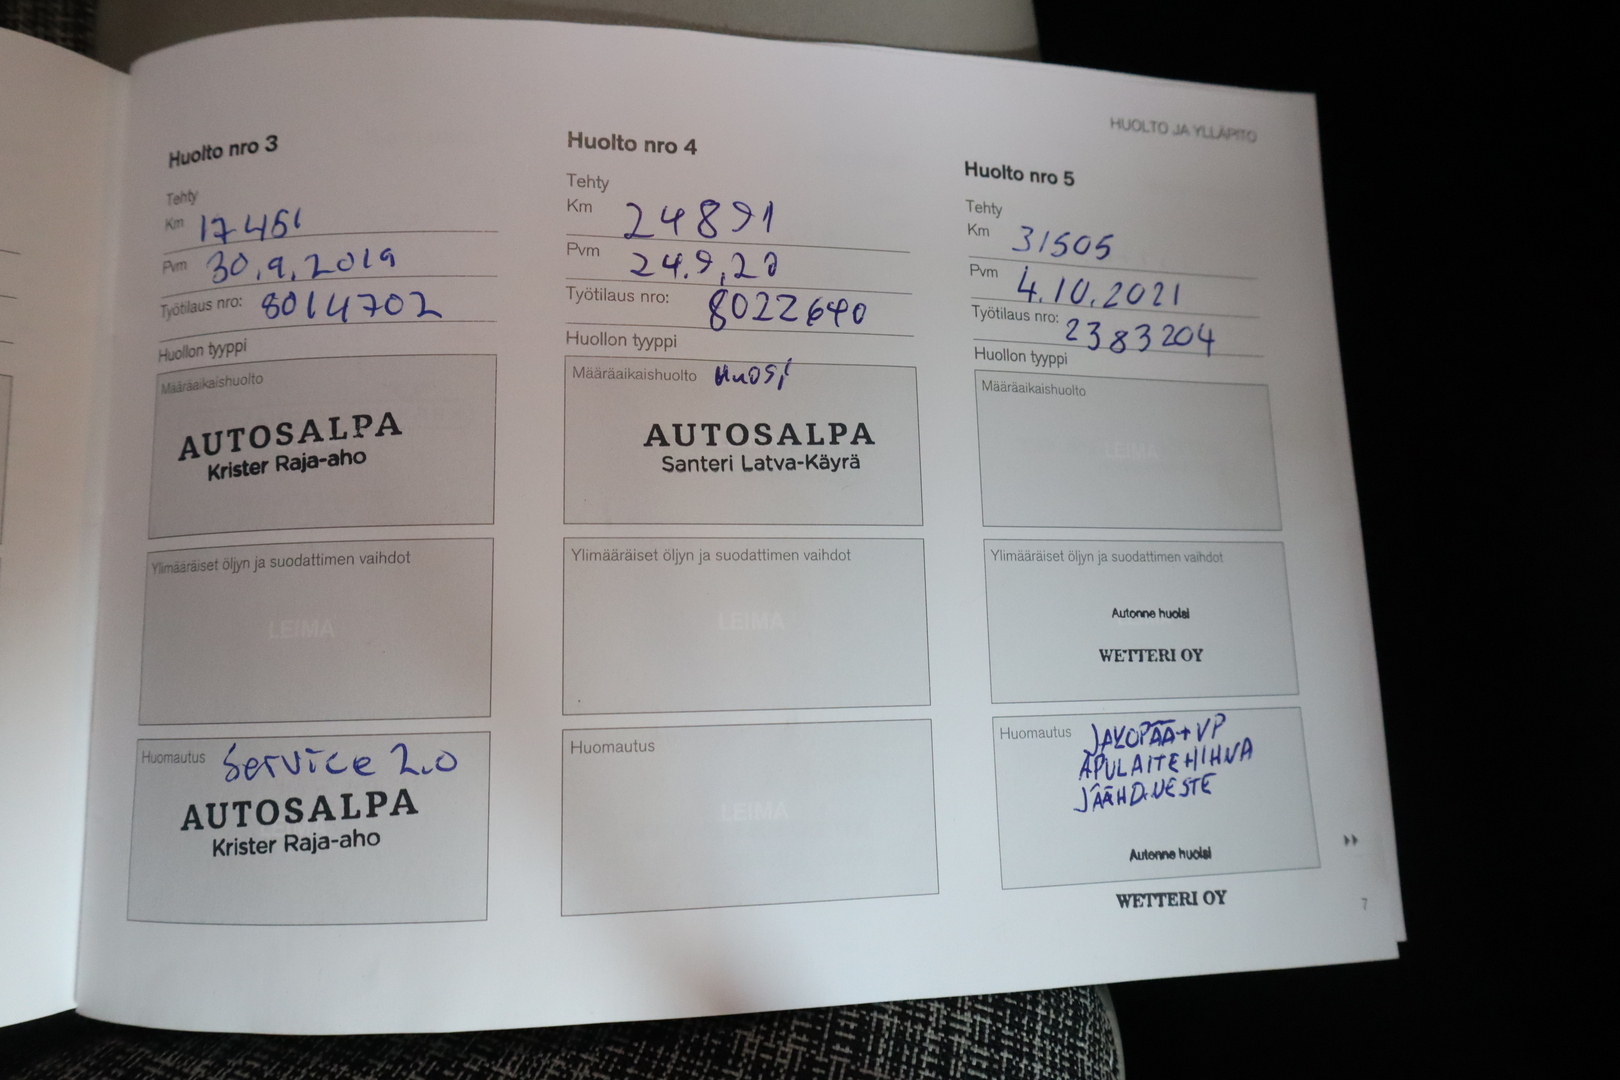 HUOLTO JA YLLÄPITO
Huolto nro 3
Tehty
Km 17451
Pvm 30.9.2019
Työtilaus nro: 8014702
Huollon tyyppi
Määräaikaishuolto
AUTOSALPA
Krister Raja-aho
Ylimääräiset öljyn ja suodattimen vaihdot
LEIMA
Huomautus Service 2.0
AUTOSALPA
Krister Raja-aho
Huolto nro 4
Tehty
Km 24891
Pvm 24.9.20
Työtilaus nro: 8022640
Huollon tyyppi
Määräaikaishuolto Vuosi
AUTOSALPA
Santeri Latva-Käyrä
Ylimääräiset öljyn ja suodattimen vaihdot
LEIMA
Huomautus
LEIMA
Huolto nro 5
Tehty
Km 31505
Pvm 4.10.2021
Työtilaus nro: 2383204
Huollon tyyppi
Määräaikaishuolto
LEIMA
Ylimääräiset öljyn ja suodattimen vaihdot
Autonne huolsi
WETTERI OY
Huomautus JAKOPÄÄ+VP
APULAITEHIHNA
JÄÄHD.NESTE
Autonne huolsi
WETTERI OY
7